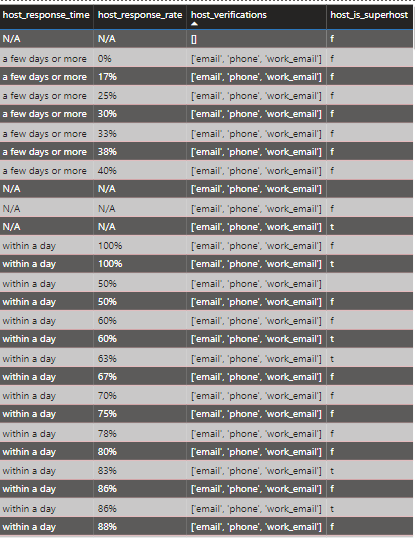 host_response_time host_response_rate host_verifications host_is_superhost
N/A N/A [] f
a few days or more 0% ['email', 'phone', 'work_email'] f
a few days or more 17% ['email', 'phone', 'work_email'] f
a few days or more 25% ['email', 'phone', 'work_email'] f
a few days or more 30% ['email', 'phone', 'work_email'] f
a few days or more 33% ['email', 'phone', 'work_email'] f
a few days or more 38% ['email', 'phone', 'work_email'] f
a few days or more 40% ['email', 'phone', 'work_email'] f
N/A N/A ['email', 'phone', 'work_email']
N/A N/A ['email', 'phone', 'work_email'] f
N/A N/A ['email', 'phone', 'work_email'] t
within a day 100% ['email', 'phone', 'work_email'] f
within a day 100% ['email', 'phone', 'work_email'] t
within a day 50% ['email', 'phone', 'work_email']
within a day 50% ['email', 'phone', 'work_email'] f
within a day 60% ['email', 'phone', 'work_email'] f
within a day 60% ['email', 'phone', 'work_email'] t
within a day 63% ['email', 'phone', 'work_email'] t
within a day 67% ['email', 'phone', 'work_email'] f
within a day 70% ['email', 'phone', 'work_email'] f
within a day 75% ['email', 'phone', 'work_email'] f
within a day 78% ['email', 'phone', 'work_email'] f
within a day 80% ['email', 'phone', 'work_email'] f
within a day 83% ['email', 'phone', 'work_email'] t
within a day 86% ['email', 'phone', 'work_email'] f
within a day 86% ['email', 'phone', 'work_email'] t
within a day 88% ['email', 'phone', 'work_email'] f